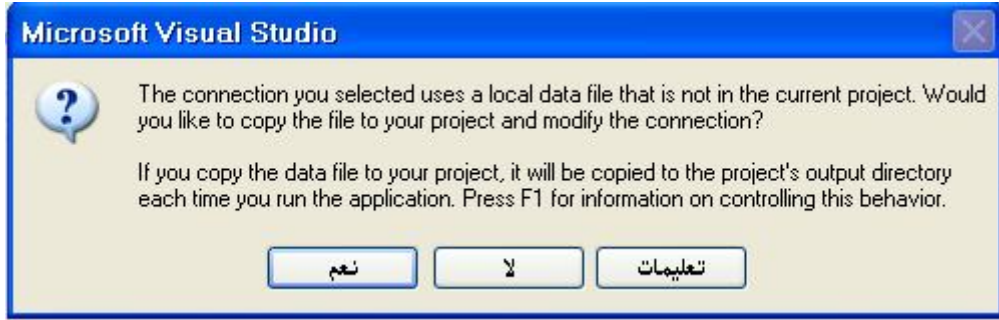 Microsoft Visual Studio
The connection you selected uses a local data file that is not in the current project. Would
you like to copy the file to your project and modify the connection?
If you copy the data file to your project, it will be copied to the project's output directory
each time you run the application. Press F1 for information on controlling this behavior.
نعم لا تعليمات